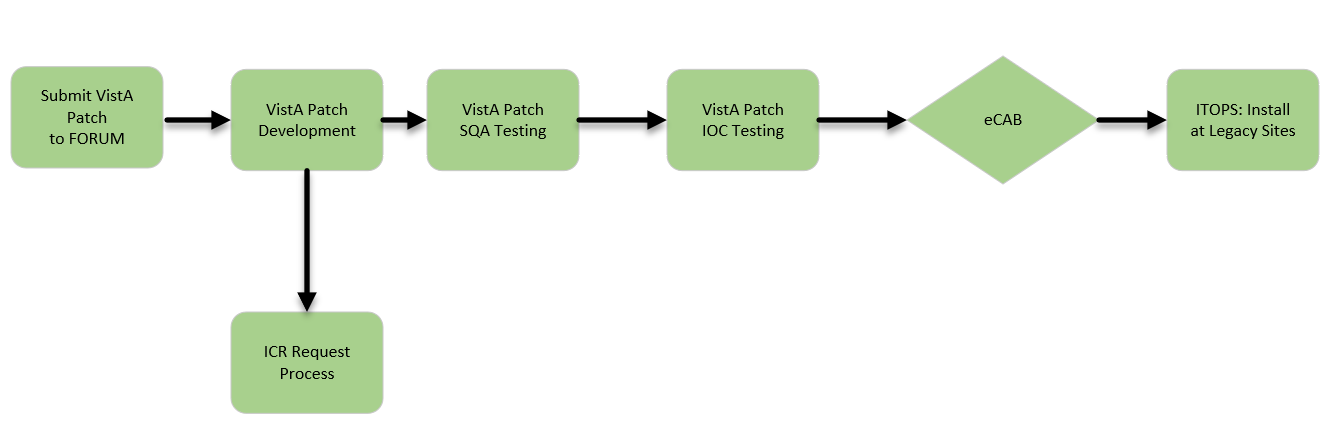 Submit VistA
Patch
to FORUM
VistA Patch
Development
VistA Patch
SQA Testing
VistA Patch
IOC Testing
eCAB
ITOPS: Install
at Legacy Sites
ICR Request
Process